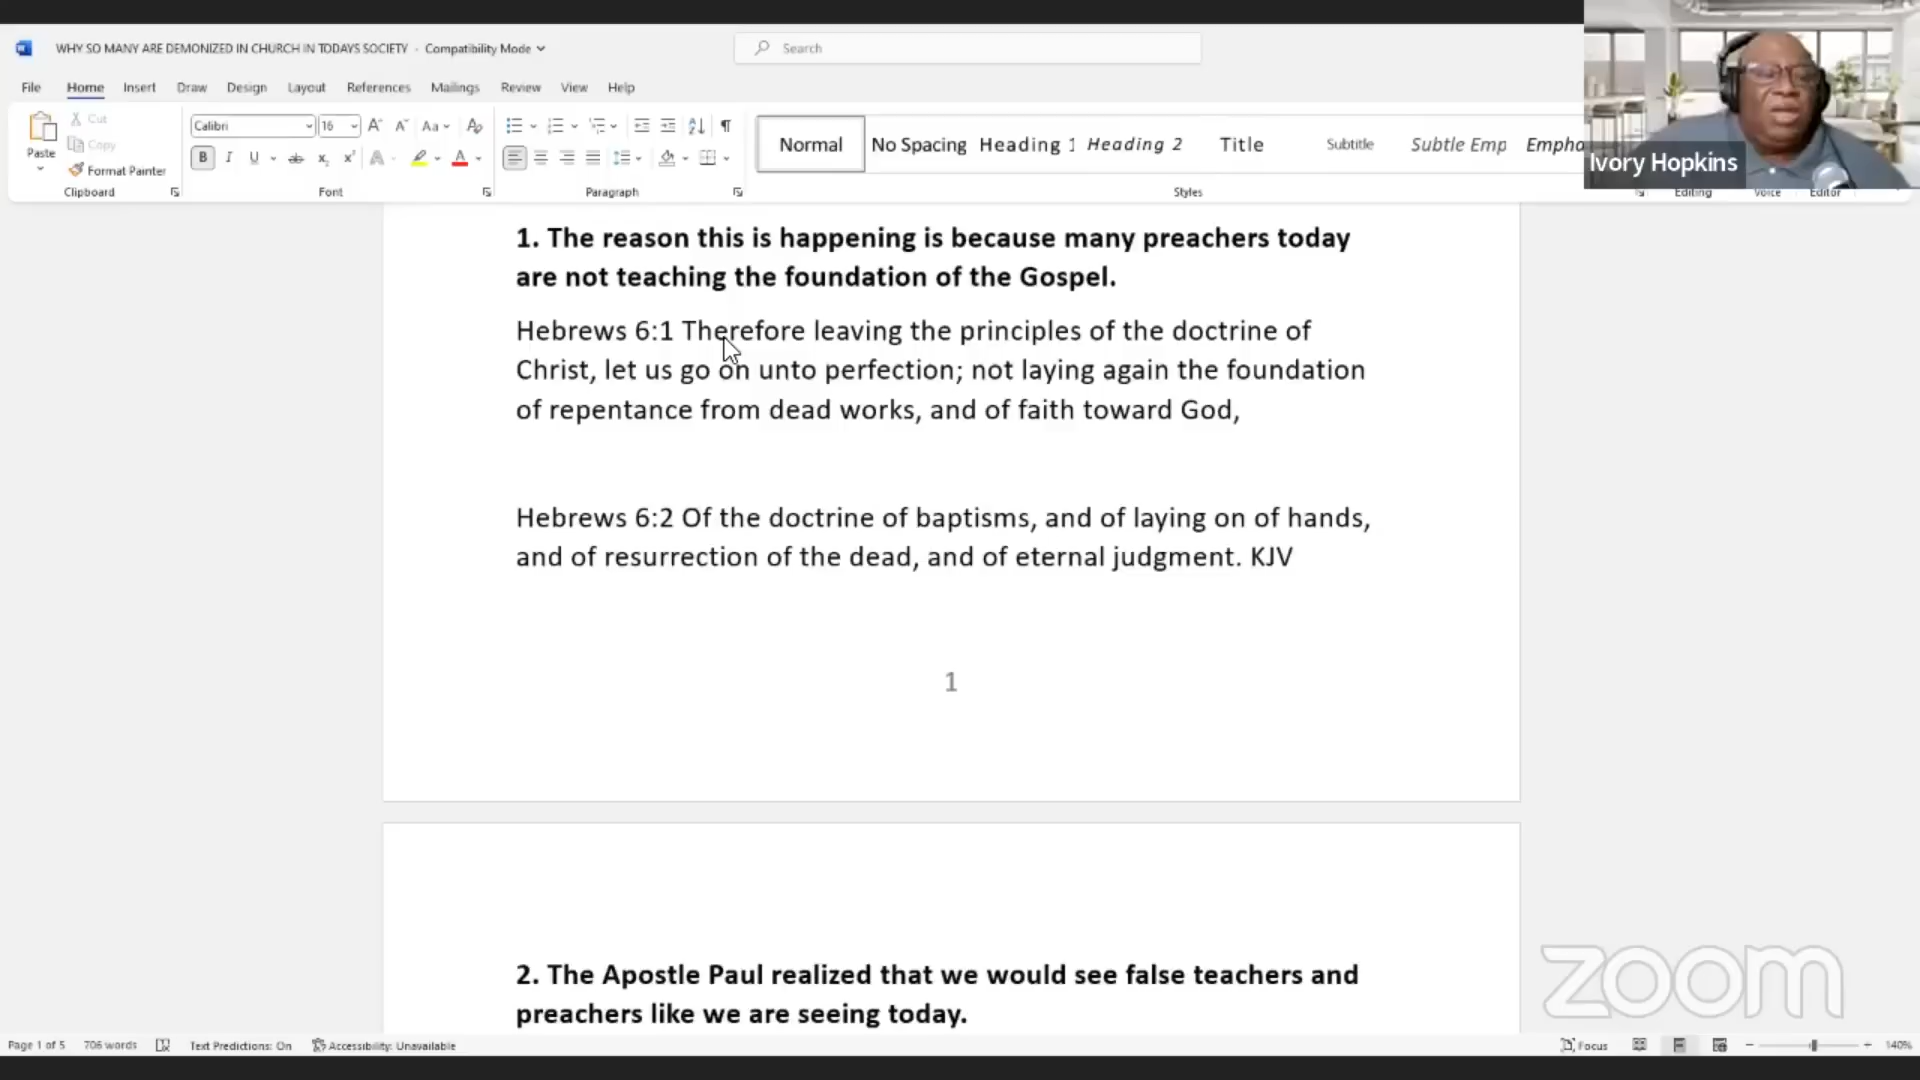 WHY SO MANY ARE DEMONIZED IN CHURCH IN TODAYS SOCIETY - Compatibility Mode
Search
File Home Insert Draw Design Layout References Mailings Review View Help
Paste
Cut
Copy
Format Painter
Clipboard
Calibri 16
Font
Paragraph
Normal No Spacing Heading 1 Heading 2 Title Subtitle Subtle Emp Empha
Styles
Editing Voice Editor
Ivory Hopkins
1. The reason this is happening is because many preachers today
are not teaching the foundation of the Gospel.
Hebrews 6:1 Therefore leaving the principles of the doctrine of
Christ, let us go on unto perfection; not laying again the foundation
of repentance from dead works, and of faith toward God,
Hebrews 6:2 Of the doctrine of baptisms, and of laying on of hands,
and of resurrection of the dead, and of eternal judgment. KJV
1
2. The Apostle Paul realized that we would see false teachers and
preachers like we are seeing today.
zoom
Page 1 of 5 706 words Text Predictions: On Accessibility: Unavailable Focus 140%